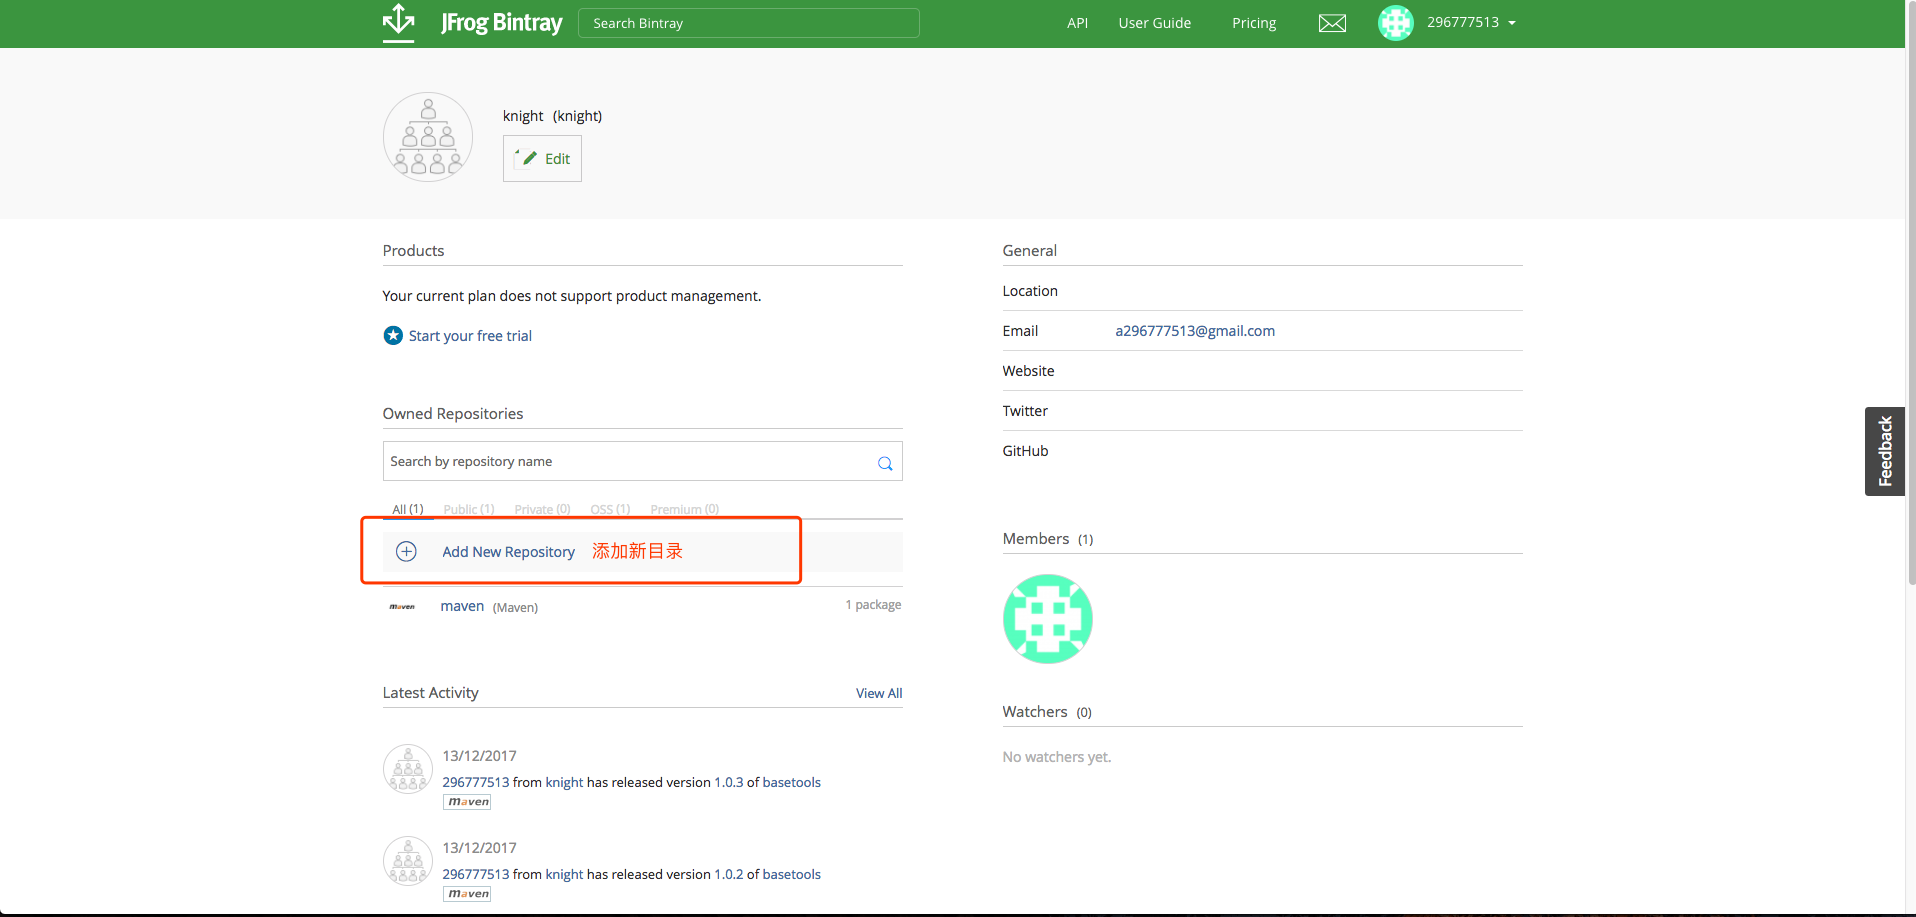 JFrog Bintray
Search Bintray
API
User Guide
Pricing
296777513
knight (knight)
Edit
Products
Your current plan does not support product management.
Start your free trial
Owned Repositories
Search by repository name
All (1) Public (1) Private (0) OSS (1) Premium (0)
Add New Repository 添加新目录
maven maven (Maven) 1 package
Latest Activity View All
13/12/2017
296777513 from knight has released version 1.0.3 of basetools
maven
13/12/2017
296777513 from knight has released version 1.0.2 of basetools
maven
General
Location
Email a296777513@gmail.com
Website
Twitter
GitHub
Members (1)
Watchers (0)
No watchers yet.
Feedback